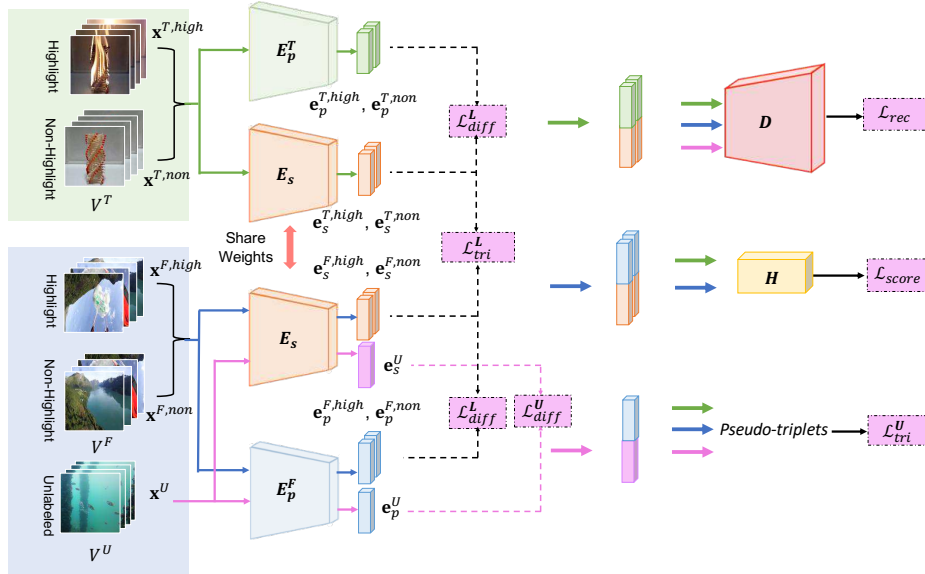 Highlight
x^{T,high}
Non-Highlight
x^{T,non}
V^T
E_p^T
e_p^{T,high}, e_p^{T,non}
E_s
e_s^{T,high}, e_s^{T,non}
Share
Weights
e_s^{F,high}, e_s^{F,non}
Highlight
x^{F,high}
Non-Highlight
x^{F,non}
V^F
E_s
e_s^U
e_p^{F,high}, e_p^{F,non}
Unlabeled
x^U
V^U
E_p^F
e_p^U
L_{diff}^L
L_{tri}^L
L_{diff}^L
L_{diff}^U
D
L_{rec}
H
L_{score}
Pseudo-triplets
L_{tri}^U